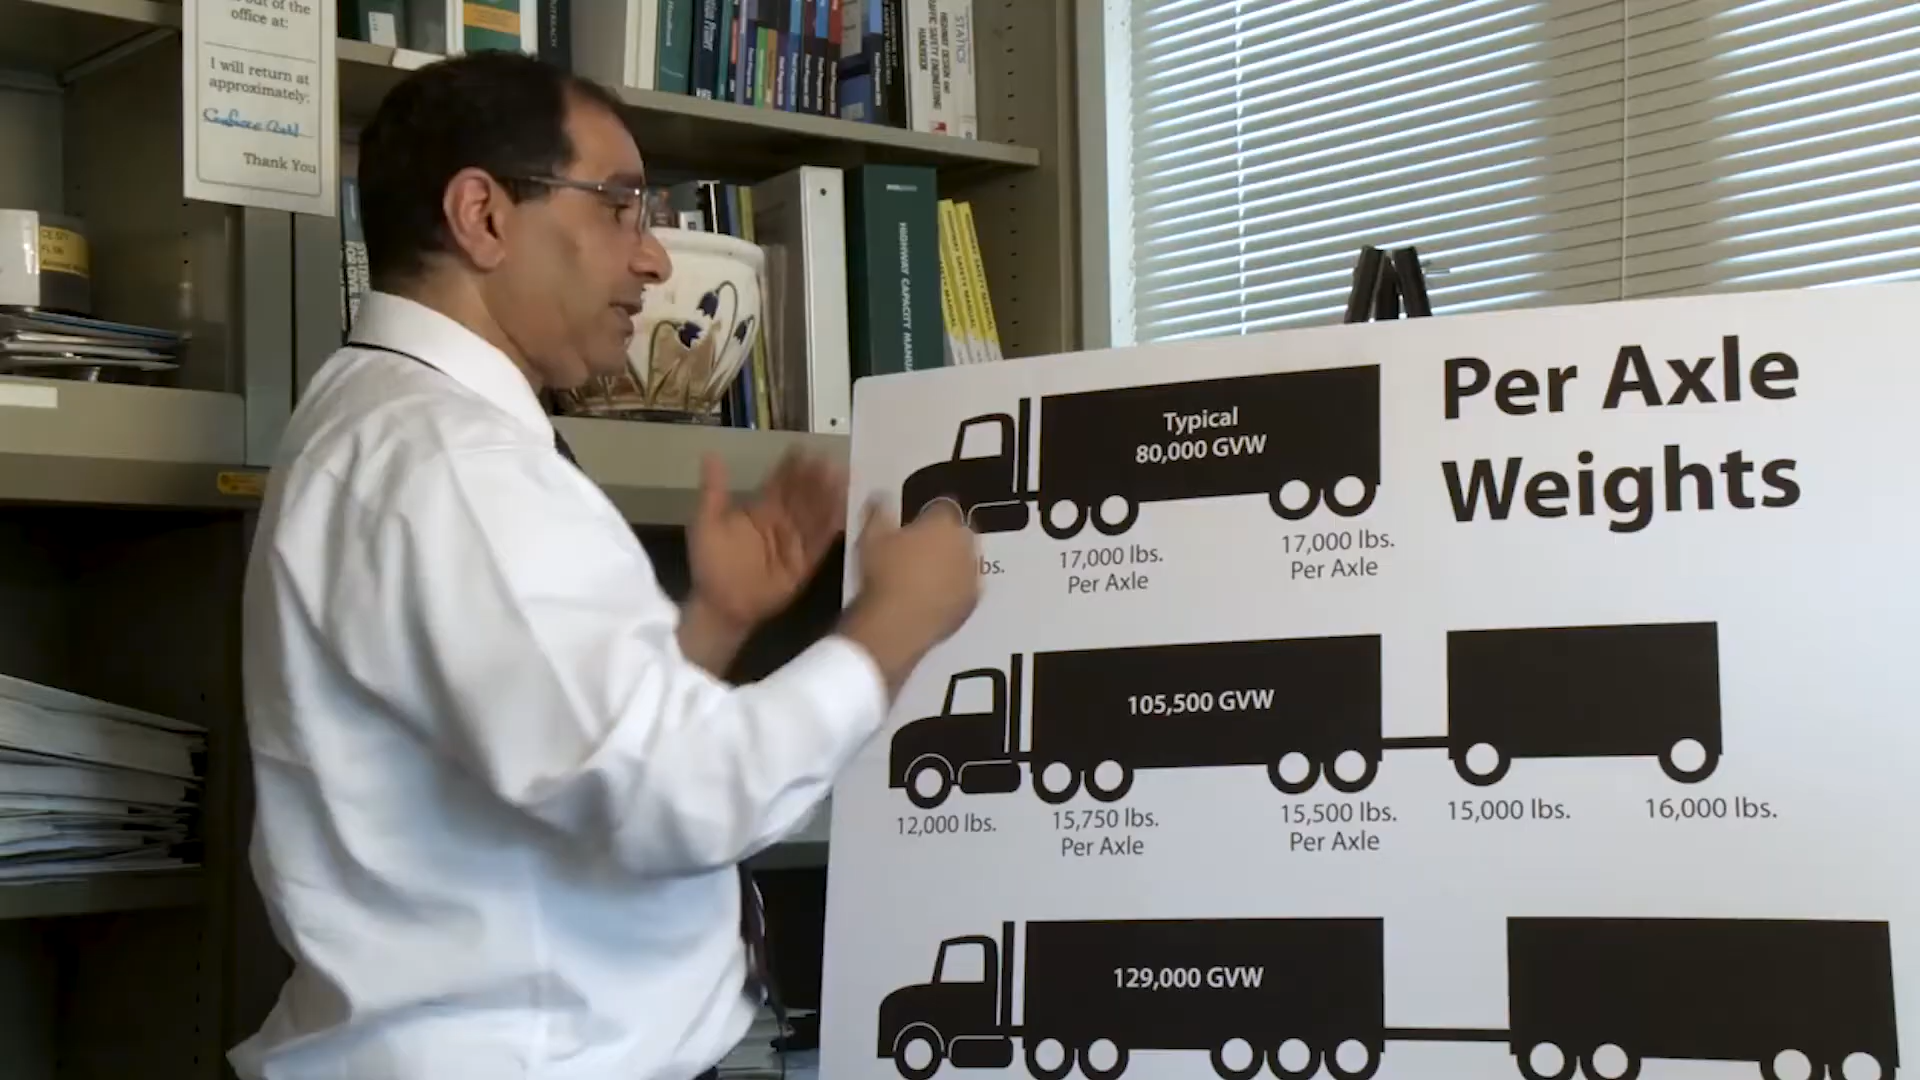 out of the
office at:
I will return at
approximately:
Thank You
STATICS
HIGHWAY CAPACITY MANU
Per Axle
Weights
Typical
80,000 GVW
lbs.
17,000 lbs.
Per Axle
17,000 lbs.
Per Axle
105,500 GVW
12,000 lbs.
15,750 lbs.
Per Axle
15,500 lbs.
Per Axle
15,000 lbs.
16,000 lbs.
129,000 GVW